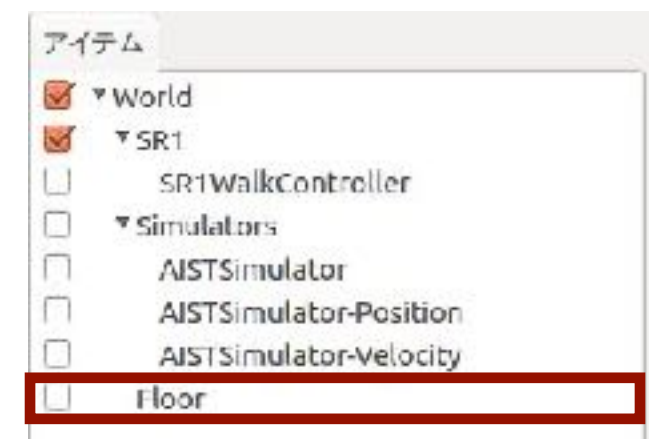 アイテム
World
SR1
SR1WalkController
Simulators
AISTSimulator
AISTSimulator-Position
AISTSimulator-Velocity
Floor